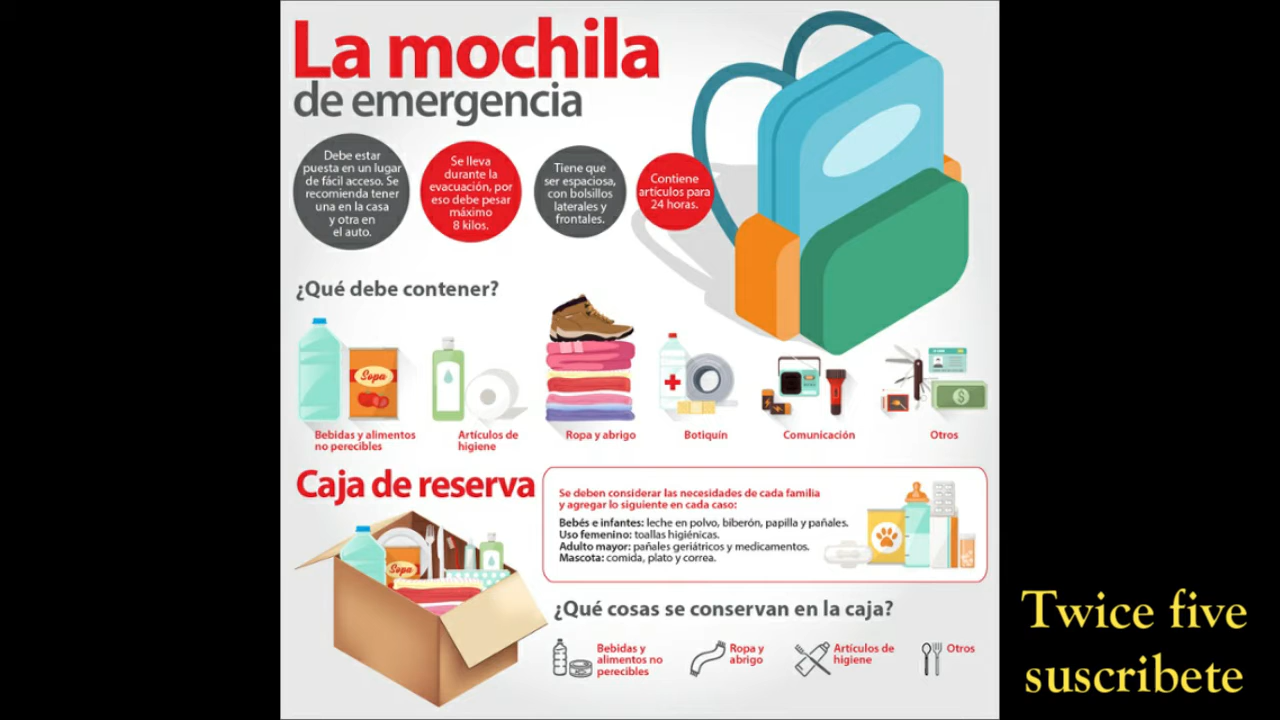 La mochila
de emergencia
Debe estar
puesta en un lugar
de fácil acceso. Se
recomienda tener
una en la casa
y otra en
el auto.
Se lleva
durante la
evacuación, por
eso debe pesar
máximo
8 kilos.
Tiene que
ser espaciosa,
con bolsillos
laterales y
frontales.
Contiene
artículos para
24 horas.
¿Qué debe contener?
Sopa
Bebidas y alimentos
no perecibles
Artículos de
higiene
Ropa y abrigo
Botiquín
Comunicación
Otros
Caja de reserva
Sopa
Se deben considerar las necesidades de cada familia
y agregar lo siguiente en cada caso:
Bebés e infantes: leche en polvo, biberón, papilla y pañales.
Uso femenino: toallas higiénicas.
Adulto mayor: pañales geriátricos y medicamentos.
Mascota: comida, plato y correa.
¿Qué cosas se conservan en la caja?
Bebidas y
alimentos no
perecibles
Ropa y
abrigo
Artículos de
higiene
Otros
Twice five
suscribete